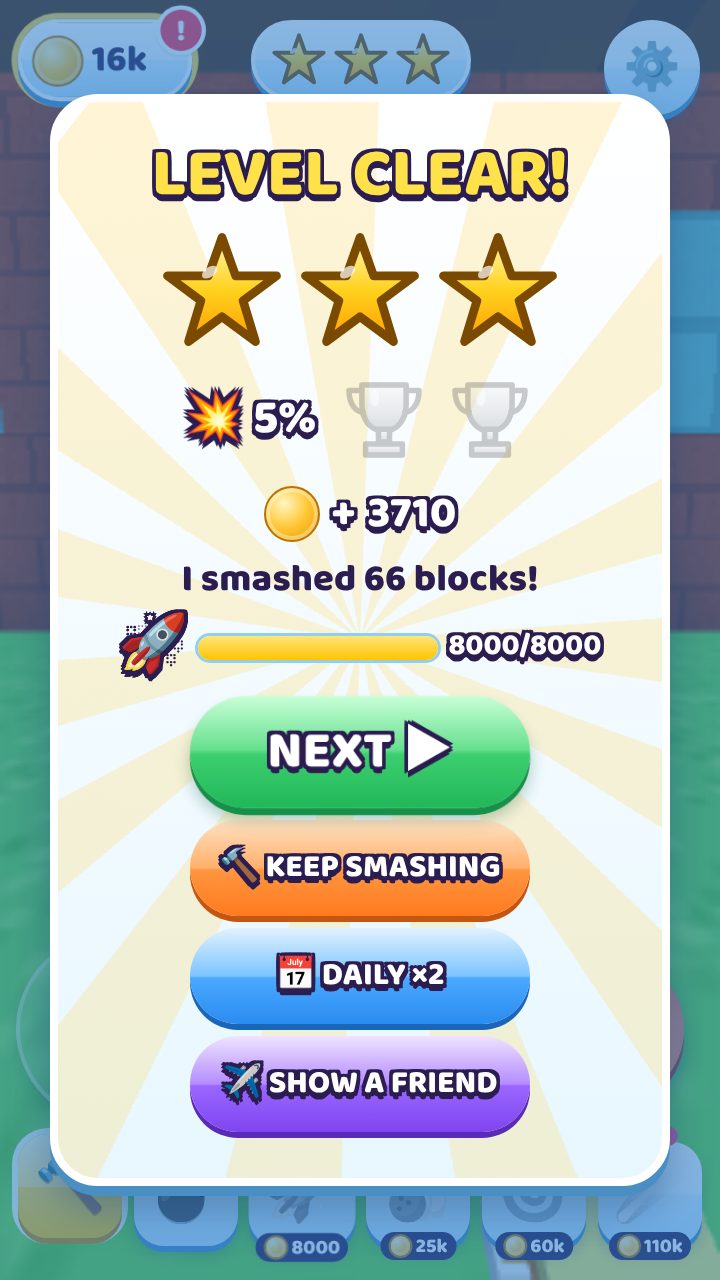 16k
!
LEVEL CLEAR!
5%
+ 3710
I smashed 66 blocks!
8000/8000
NEXT
KEEP SMASHING
July
17
DAILY ×2
SHOW A FRIEND
8000
25k
60k
110k